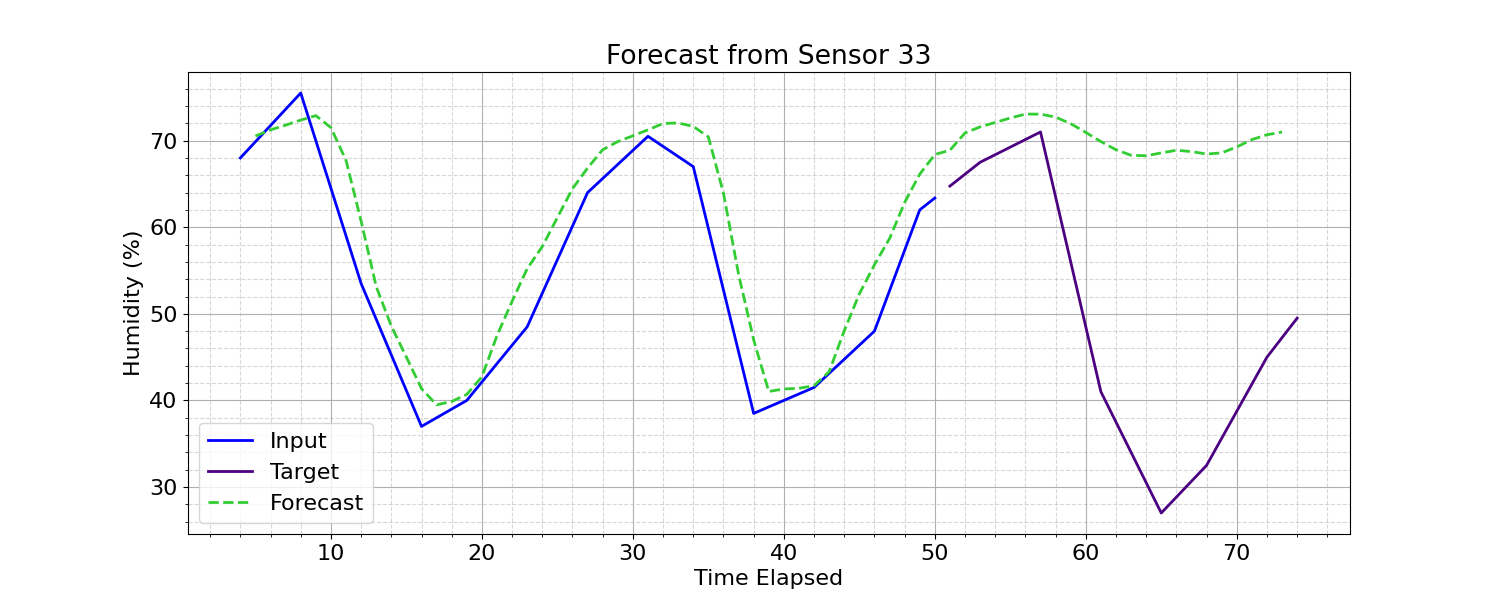 Forecast from Sensor 33
Humidity (%)
70
60
50
40
30
Input
Target
Forecast
10 20 30 40 50 60 70
Time Elapsed